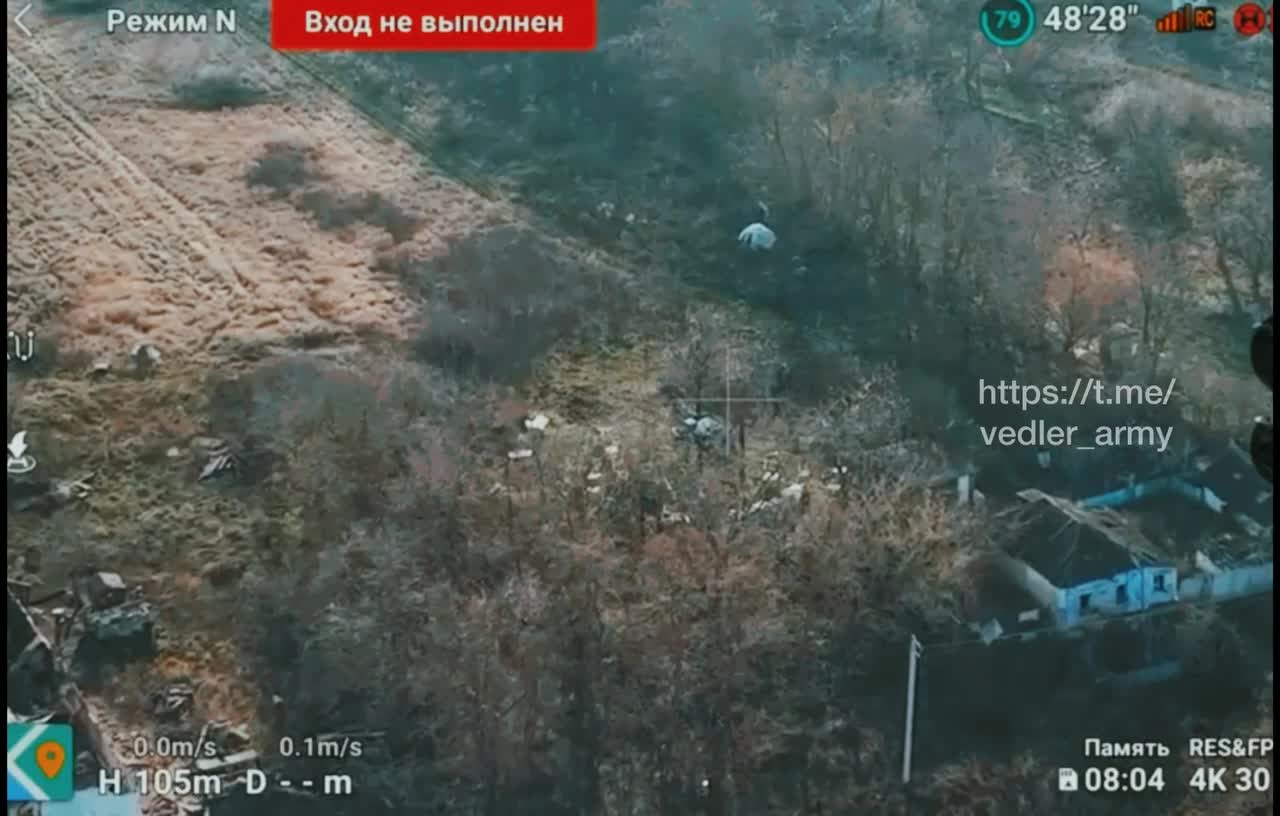 Режим N
Вход не выполнен
79 48'28" RC
https://t.me/
vedler_army
0.0m/s 0.1m/s
H 105m D - - m
Память RES&FP
08:04 4K 30